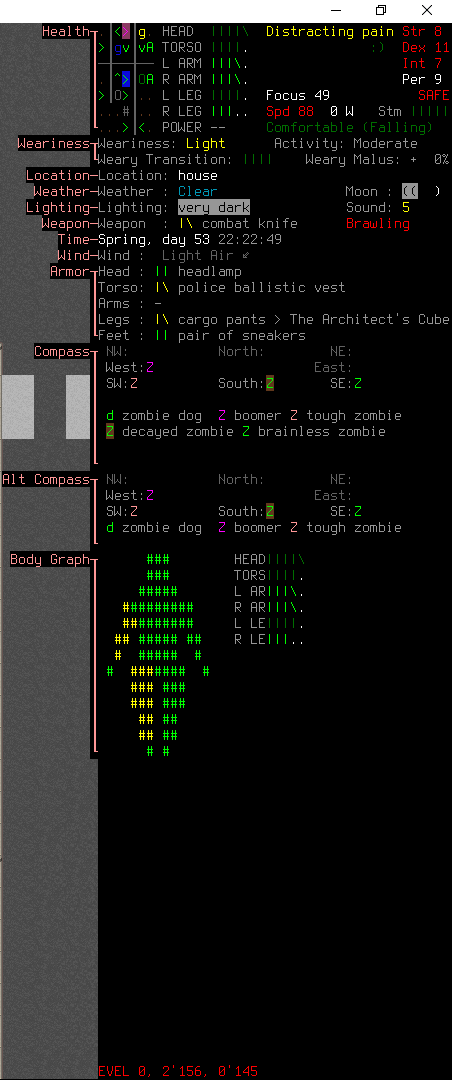 Health . <> g. HEAD ||||\ Distracting pain Str 8
> gv vA TORSO ||||. :) Dex 11
L ARM |||\. Int 7
^> OA R ARM |||\. Per 9
> O> .. L LEG ||||. Focus 49 SAFE
...# R LEG |||.. Spd 88 0 W Stm |||||
...> <. POWER -- Comfortable (Falling)
Weariness Weariness: Light Activity: Moderate
Weary Transition: |||| Weary Malus: + 0%
Location Location: house
Weather Weather : Clear Moon : (( )
Lighting Lighting: very dark Sound: 5
Weapon Weapon : |\ combat knife Brawling
Time Spring, day 53 22:22:49
Wind Wind : Light Air ⇙
Armor Head : || headlamp
Torso: |\ police ballistic vest
Arms : -
Legs : |\ cargo pants > The Architect's Cube
Feet : || pair of sneakers
Compass NW: North: NE:
West:Z East:
SW:Z South:Z SE:Z
d zombie dog Z boomer Z tough zombie
Z decayed zombie Z brainless zombie
Alt Compass NW: North: NE:
West:Z East:
SW:Z South:Z SE:Z
d zombie dog Z boomer Z tough zombie
Body Graph ### HEAD||||\
### TORS||||.
##### L AR|||\.
######### R AR|||\.
######### L LE||||.
## ##### ## R LE|||..
# ##### #
# ####### #
### ###
### ###
## ##
## ##
# #
EVEL 0, 2'156, 0'145